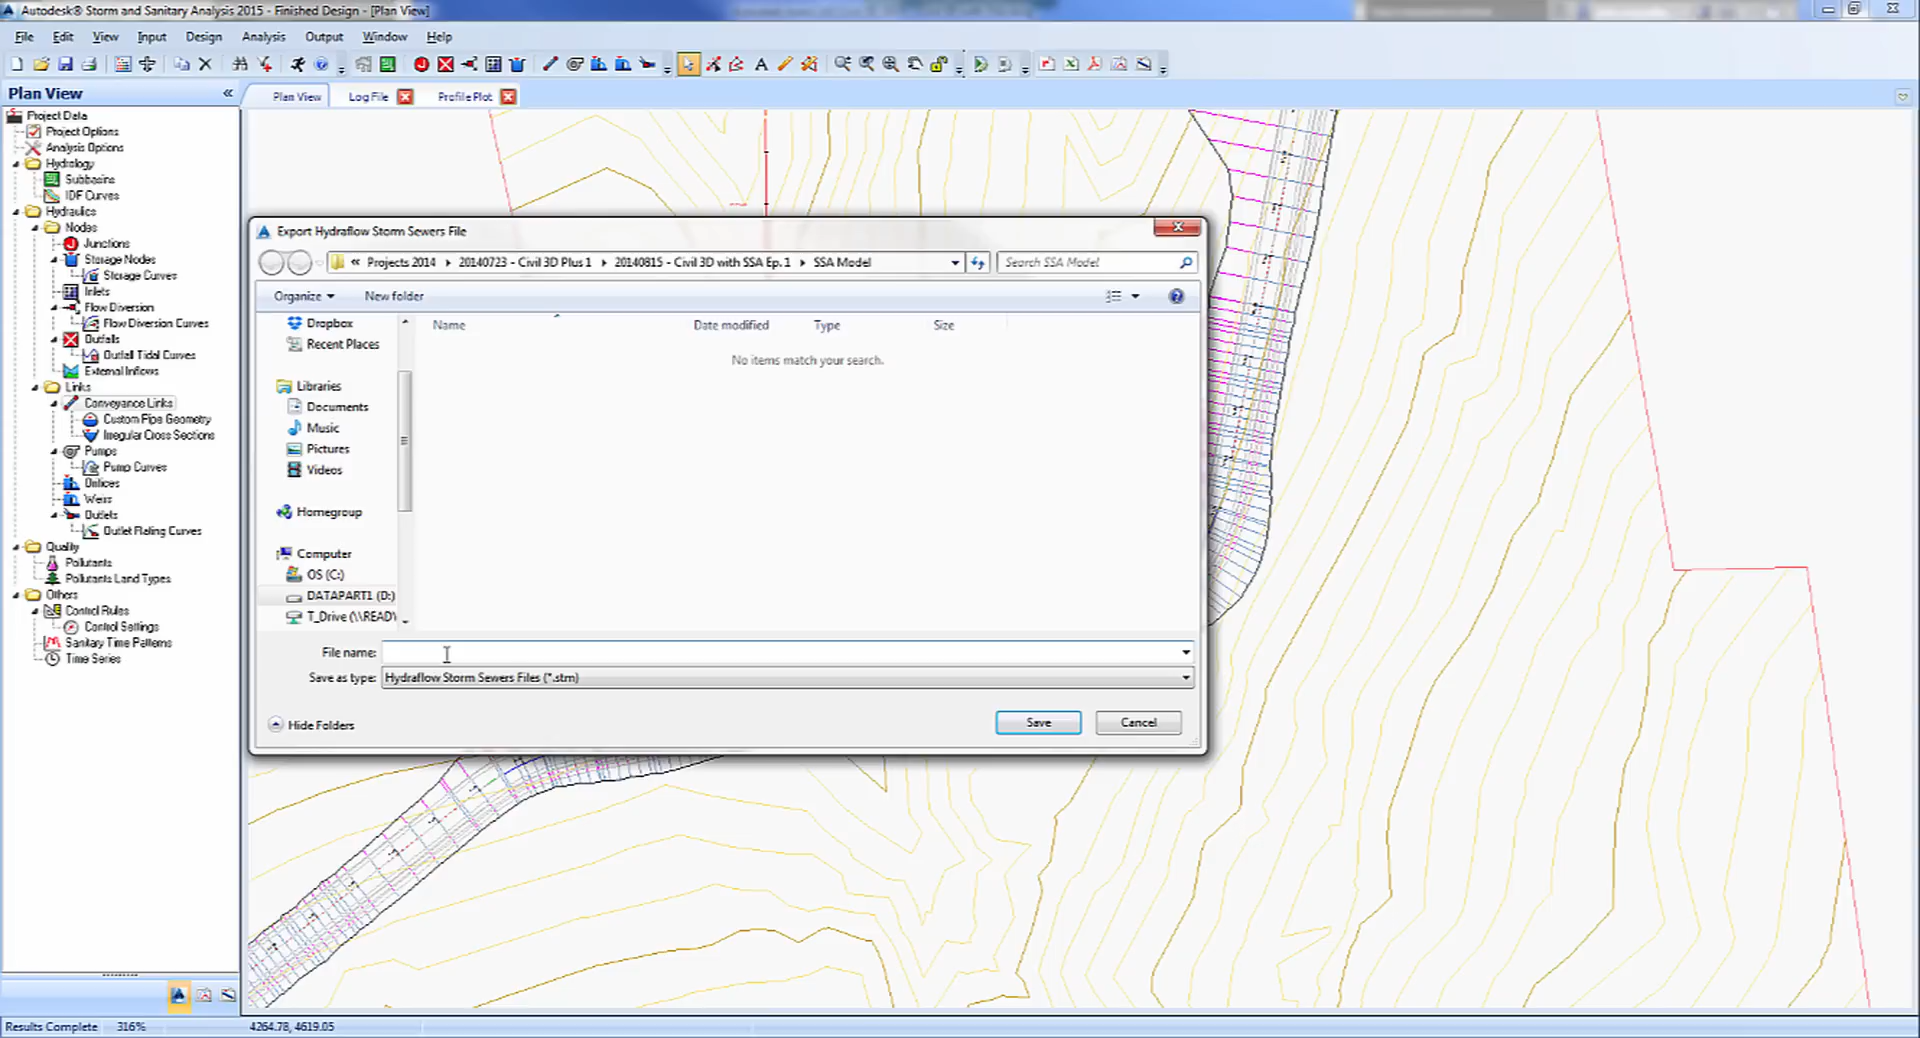 Autodesk® Storm and Sanitary Analysis 2015 - Finished Design - [Plan View]
File Edit View Input Design Analysis Output Window Help
Plan View «
Plan View Log File Profile Plot
Project Data
Project Options
Analysis Options
Hydrology
Subbasins
IDF Curves
Hydraulics
Nodes
Junctions
Storage Nodes
Storage Curves
Inlets
Flow Diversion
Flow Diversion Curves
Outfalls
Outfall Tidal Curves
External Inflows
Links
Conveyance Links
Custom Pipe Geometry
Irregular Cross Sections
Pumps
Pump Curves
Orifices
Weirs
Outlets
Outlet Rating Curves
Quality
Pollutants
Pollutants Land Types
Others
Control Rules
Control Settings
Sanitary Time Patterns
Time Series
Export Hydraflow Storm Sewers File
« Projects 2014 20140723 - Civil 3D Plus 1 20140815 - Civil 3D with SSA Ep. 1 SSA Model
Search SSA Model
Organize New folder
Name Date modified Type Size
No items match your search.
Dropbox
Recent Places
Libraries
Documents
Music
Pictures
Videos
Homegroup
Computer
OS (C:)
DATAPART1 (D:)
T_Drive (\\READ\
File name:
Save as type: Hydraflow Storm Sewers Files (*.stm)
Hide Folders
Save Cancel
Results Complete 316% 4264.78, 4619.05